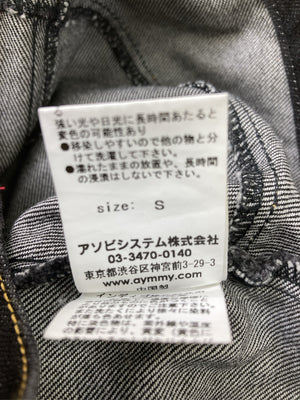 強い光や日光に長時間あたると
変色の可能性あり
●移染しやすいので他の物と分
けて洗濯して下さい。
●濡れたままの放置や、長時間
の浸漬はしないで下さい。
size: S
アソビシステム株式会社
03-3470-0140
東京都渋谷区神宮前3-29-3
www.aymmy.com
中国製